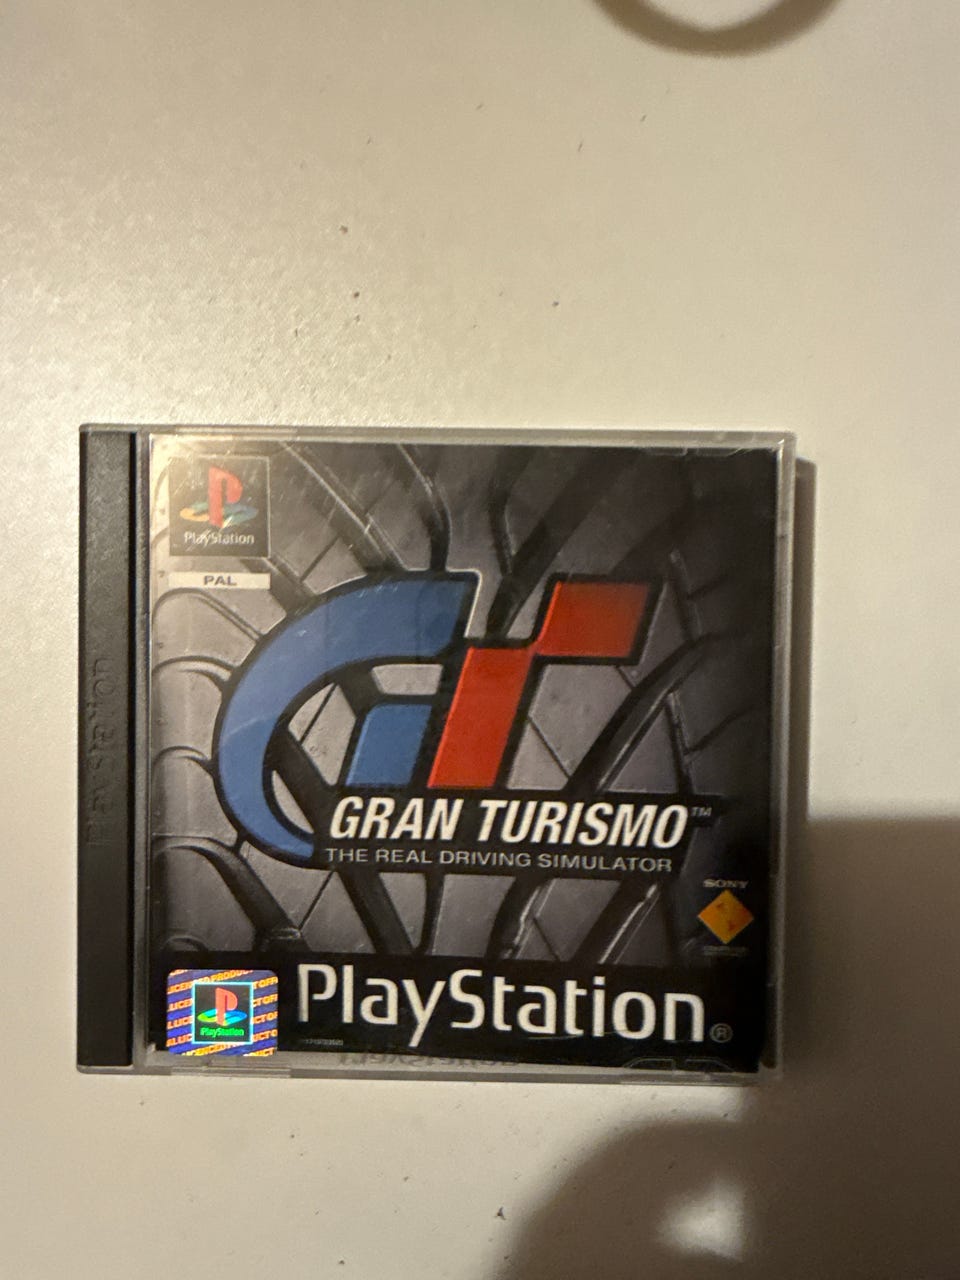 PlayStation
PAL
PlayStation
GRAN TURISMO™
THE REAL DRIVING SIMULATOR
SONY
PlayStation®
PlayStation